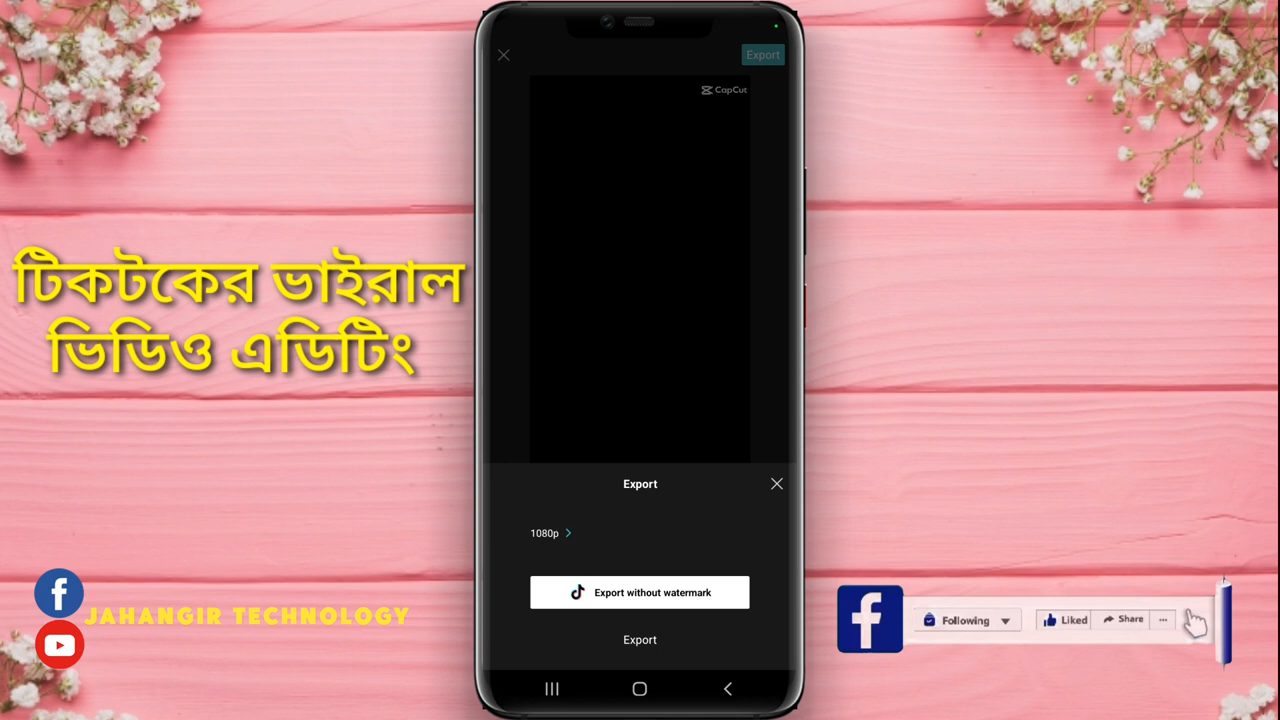 Export
CapCut
টিকটকের ভাইরাল
ভিডিও এডিটিং
Export
1080p
Export without watermark
Export
JAHANGIR TECHNOLOGY
Following
Liked
Share